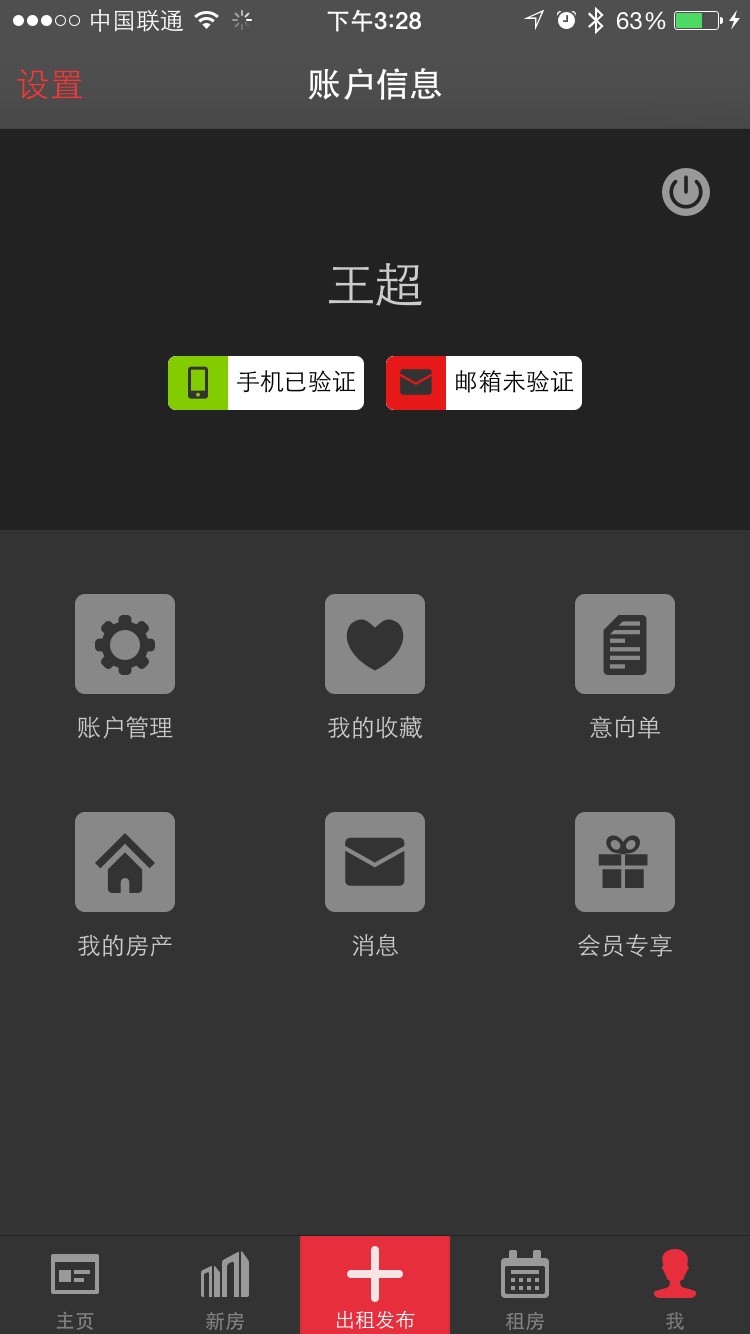 中国联通 下午3:28 63%
设置 账户信息
王超
手机已验证 邮箱未验证
账户管理 我的收藏 意向单
我的房产 消息 会员专享
主页 新房 出租发布 租房 我